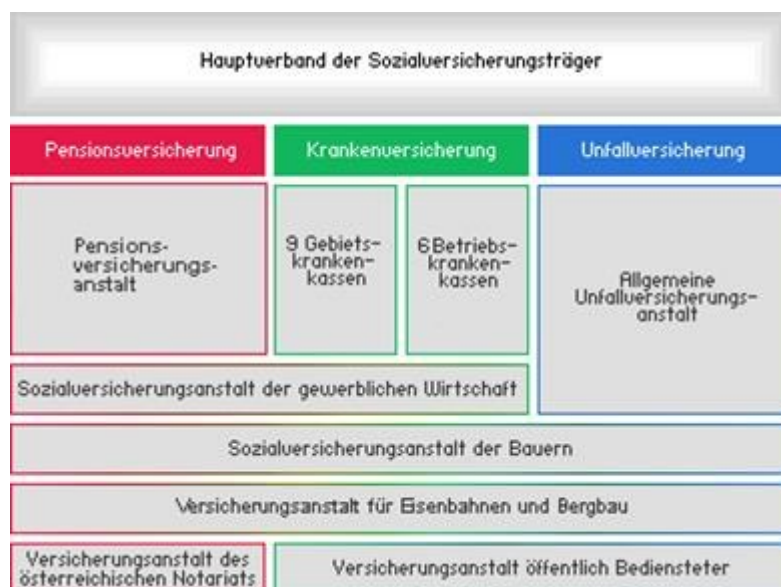 Hauptverband der Sozialversicherungsträger
Pensionsversicherung
Krankenversicherung
Unfallversicherung
Pensions-
versicherungs-
anstalt
9 Gebiets-
kranken-
kassen
6 Betriebs-
kranken-
kassen
Allgemeine
Unfallversicherungs-
anstalt
Sozialversicherungsanstalt der gewerblichen Wirtschaft
Sozialversicherungsanstalt der Bauern
Versicherungsanstalt für Eisenbahnen und Bergbau
Versicherungsanstalt des
österreichischen Notariats
Versicherungsanstalt öffentlich Bediensteter